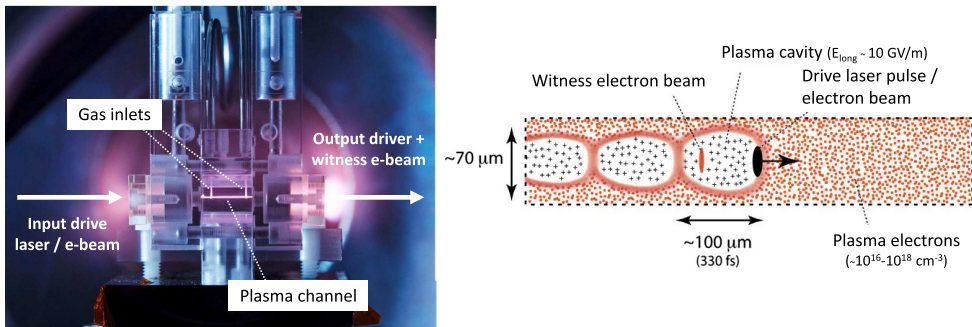 Gas inlets
Output driver +
witness e-beam
Input drive
laser / e-beam
Plasma channel
Plasma cavity (E_long ~ 10 GV/m)
Witness electron beam
Drive laser pulse /
electron beam
~70 μm
~100 μm
(330 fs)
Plasma electrons
(~10¹⁶-10¹⁸ cm⁻³)